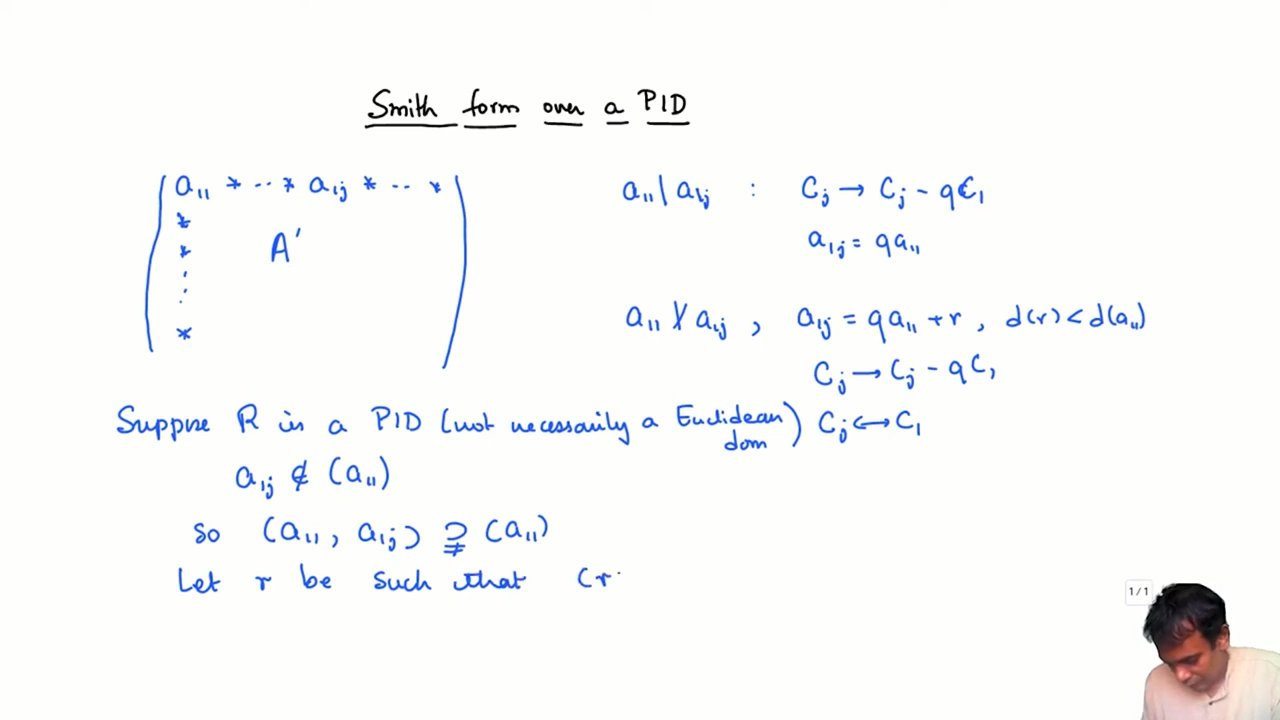 Smith form over a PID
a₁₁ * ·· * a₁ⱼ * ·· *
*
* A'
:
*
a₁₁ | a₁ⱼ : Cⱼ → Cⱼ - qC₁
a₁ⱼ = qa₁₁
a₁₁ ∤ a₁ⱼ , a₁ⱼ = qa₁₁ + r , d(r) < d(a₁₁)
Cⱼ → Cⱼ - qC₁
Cⱼ ↔ C₁
Suppose R is a PID (not necessarily a Euclidean
dom)
a₁ⱼ ∉ (a₁₁)
So (a₁₁, a₁ⱼ) ⊋ (a₁₁)
Let r be such that (r
1/1